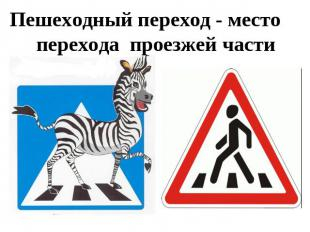 Пешеходный переход - место
перехода проезжей части